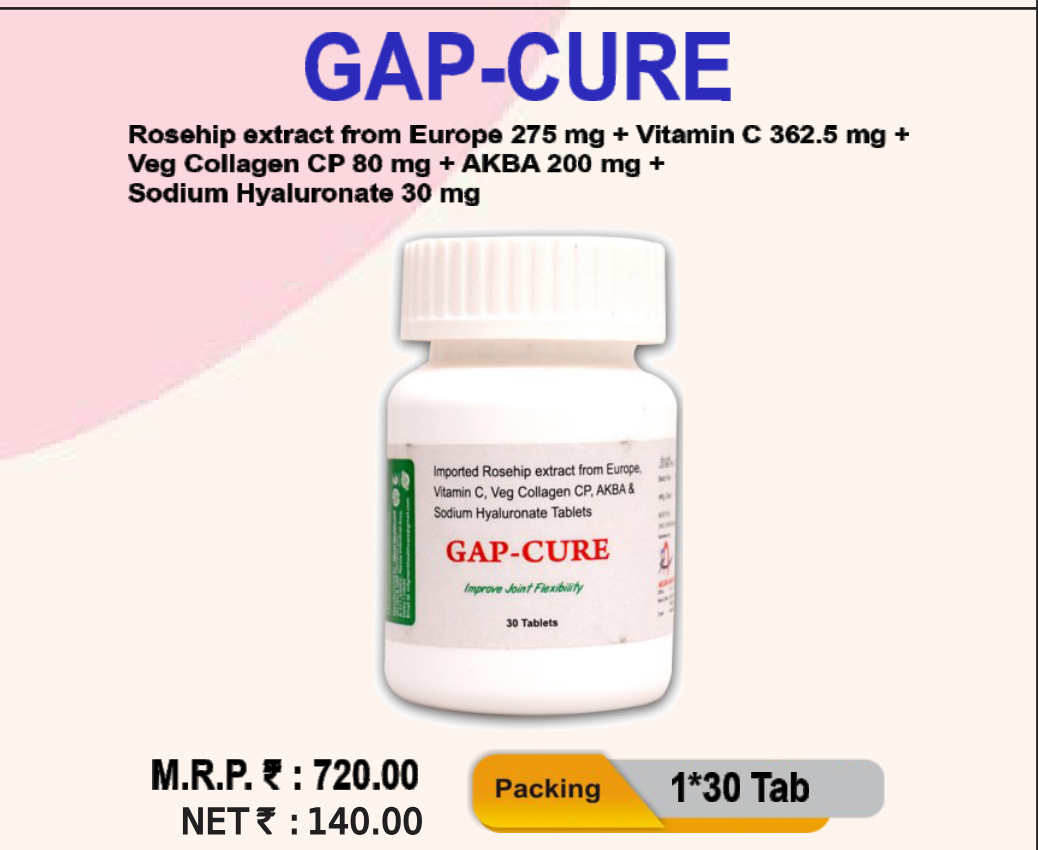 GAP-CURE
Rosehip extract from Europe 275 mg + Vitamin C 362.5 mg +
Veg Collagen CP 80 mg + AKBA 200 mg +
Sodium Hyaluronate 30 mg
Imported Rosehip extract from Europe,
Vitamin C, Veg Collagen CP, AKBA &
Sodium Hyaluronate Tablets
GAP-CURE
Improve Joint Flexibility
30 Tablets
M.R.P. ₹ : 720.00
NET ₹ : 140.00
Packing
1*30 Tab